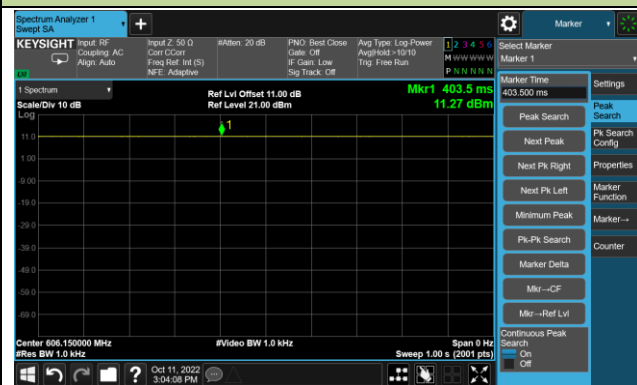 Spectrum Analyzer 1
Swept SA
Marker
KEYSIGHT
Input: RF
Coupling: AC
Align: Auto
Input Z: 50 Ω
Corr CCorr
Freq Ref: Int (S)
NFE: Adaptive
#Atten: 20 dB
PNO: Best Close
Gate: Off
IF Gain: Low
Sig Track: Off
Avg Type: Log-Power
Avg|Hold:>10/10
Trig: Free Run
1 2 3 4 5 6
M W W W W W
P N N N N N
Select Marker
Marker 1
1 Spectrum
Scale/Div 10 dB
Log
Ref Lvl Offset 11.00 dB
Ref Level 21.00 dBm
Mkr1 403.5 ms
11.27 dBm
1
11.0
1.00
-9.00
-19.0
-29.0
-39.0
-49.0
-59.0
-69.0
Center 606.150000 MHz
#Res BW 1.0 kHz
#Video BW 1.0 kHz
Span 0 Hz
Sweep 1.00 s (2001 pts)
Marker Time
403.500 ms
Peak Search
Next Peak
Next Pk Right
Next Pk Left
Minimum Peak
Pk-Pk Search
Marker Delta
Mkr→CF
Mkr→Ref Lvl
Continuous Peak
Search
On
Off
Settings
Peak
Search
Pk Search
Config
Properties
Marker
Function
Marker→
Counter
?
Oct 11, 2022
3:04:08 PM